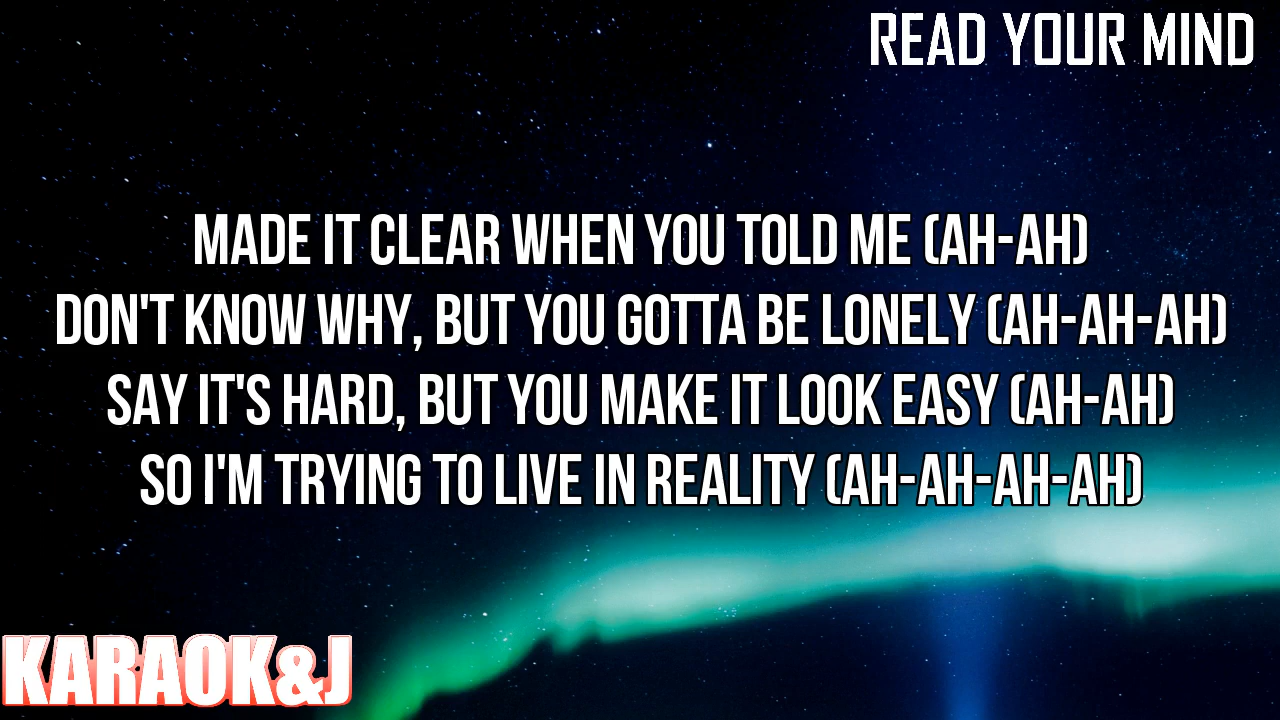 READ YOUR MIND
MADE IT CLEAR WHEN YOU TOLD ME (AH-AH)
DON'T KNOW WHY, BUT YOU GOTTA BE LONELY (AH-AH-AH)
SAY IT'S HARD, BUT YOU MAKE IT LOOK EASY (AH-AH)
SO I'M TRYING TO LIVE IN REALITY (AH-AH-AH-AH)
KARAOK&J